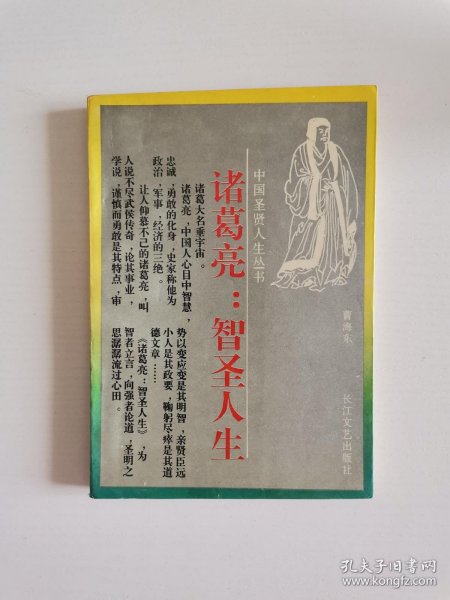 中国圣贤人生丛书
曹海东
长江文艺出版社
诸葛亮：智圣人生
诸葛大名垂宇宙。
诸葛亮，中国人心目中智慧，
忠诚，勇敢的化身，史家称他为
政治，军事，经济的三绝。
让人仰慕不已的诸葛亮，叫
人说不尽武侯传奇，论其事业，
学说，谨慎而勇敢是其特点，审
势以变应变是其明智，亲贤臣远
小人是其政要，鞠躬尽瘁是其道
德文章……
《诸葛亮：智圣人生》，为
智者立言，向强者论道，圣明之
思潺潺流过心田。
孔夫子旧书网
www.kongfz.com